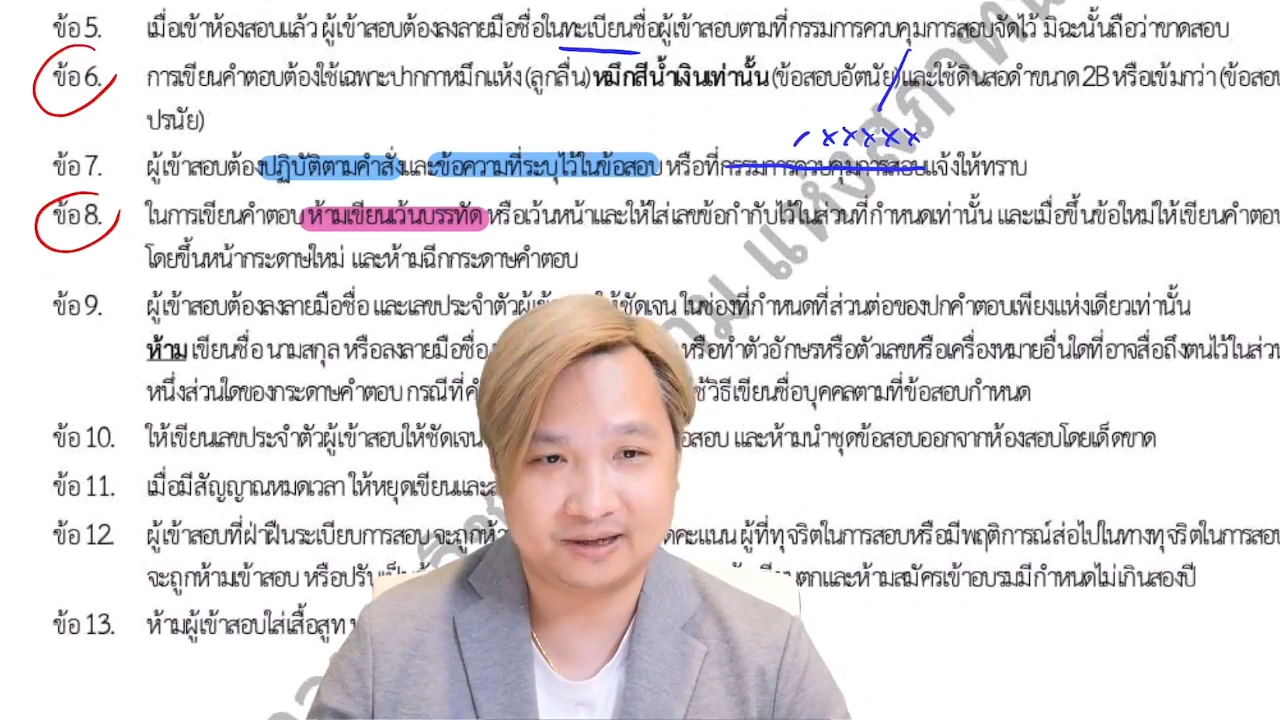 ข้อ 5. เมื่อเข้าห้องสอบแล้ว ผู้เข้าสอบต้องลงลายมือชื่อในทะเบียนชื่อผู้เข้าสอบตามที่กรรมการควบคุมการสอบจัดไว้ มิฉะนั้นถือว่าขาดสอบ
ข้อ 6. การเขียนคำตอบต้องใช้เฉพาะปากกาหมึกแห้ง (ลูกลื่น) หมึกสีน้ำเงินเท่านั้น (ข้อสอบอัตนัย) และใช้ดินสอดำขนาด 2B หรือเข้มกว่า (ข้อสอบ
ปรนัย)
xxxxx
ข้อ 7. ผู้เข้าสอบต้องปฏิบัติตามคำสั่งและข้อความที่ระบุไว้ในข้อสอบ หรือที่กรรมการควบคุมการสอบแจ้งให้ทราบ
ข้อ 8. ในการเขียนคำตอบ ห้ามเขียนเว้นบรรทัด หรือเว้นหน้าและให้ใส่เลขข้อกำกับไว้ในส่วนที่กำหนดเท่านั้น และเมื่อขึ้นข้อใหม่ให้เขียนคำตอบ
โดยขึ้นหน้ากระดาษใหม่ และห้ามฉีกกระดาษคำตอบ
ข้อ 9. ผู้เข้าสอบต้องลงลายมือชื่อ และเลขประจำตัวผู้เข้า ให้ชัดเจน ในช่องที่กำหนดที่ส่วนต่อของปกคำตอบเพียงแห่งเดียวเท่านั้น
ห้าม เขียนชื่อ นามสกุล หรือลงลายมือชื่อ หรือทำตัวอักษรหรือตัวเลขหรือเครื่องหมายอื่นใดที่อาจสื่อถึงตนไว้ในส่วน
หนึ่งส่วนใดของกระดาษคำตอบ กรณีที่ ใช้วิธีเขียนชื่อบุคคลตามที่ข้อสอบกำหนด
ข้อ 10. ให้เขียนเลขประจำตัวผู้เข้าสอบให้ชัดเจน และห้ามนำชุดข้อสอบออกจากห้องสอบโดยเด็ดขาด
ข้อ 11. เมื่อมีสัญญาณหมดเวลา ให้หยุดเขียนและ
ข้อ 12. ผู้เข้าสอบที่ฝ่าฝืนระเบียบการสอบ จะถูกห้า คะแนน ผู้ที่ทุจริตในการสอบหรือมีพฤติการณ์ส่อไปในทางทุจริตในการสอบ
จะถูกห้ามเข้าสอบ หรือปรับเป็น ตกและห้ามสมัครเข้าอบรมมีกำหนดไม่เกินสองปี
ข้อ 13. ห้ามผู้เข้าสอบใส่เสื้อสูท